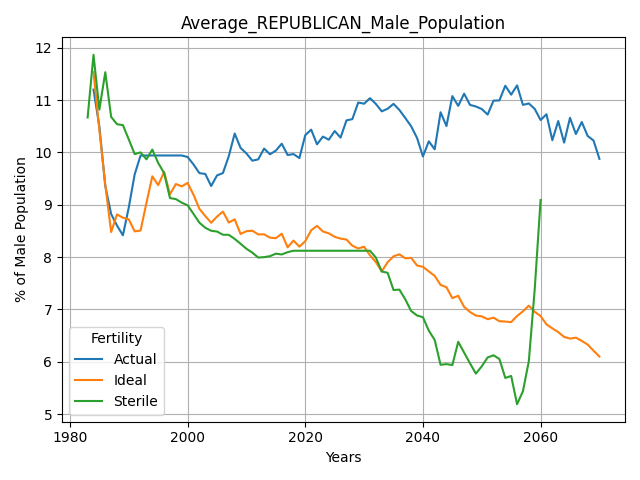 Average_REPUBLICAN_Male_Population
% of Male Population
12
11
10
9
8
7
6
5
Fertility
Actual
Ideal
Sterile
1980
2000
2020
2040
2060
Years